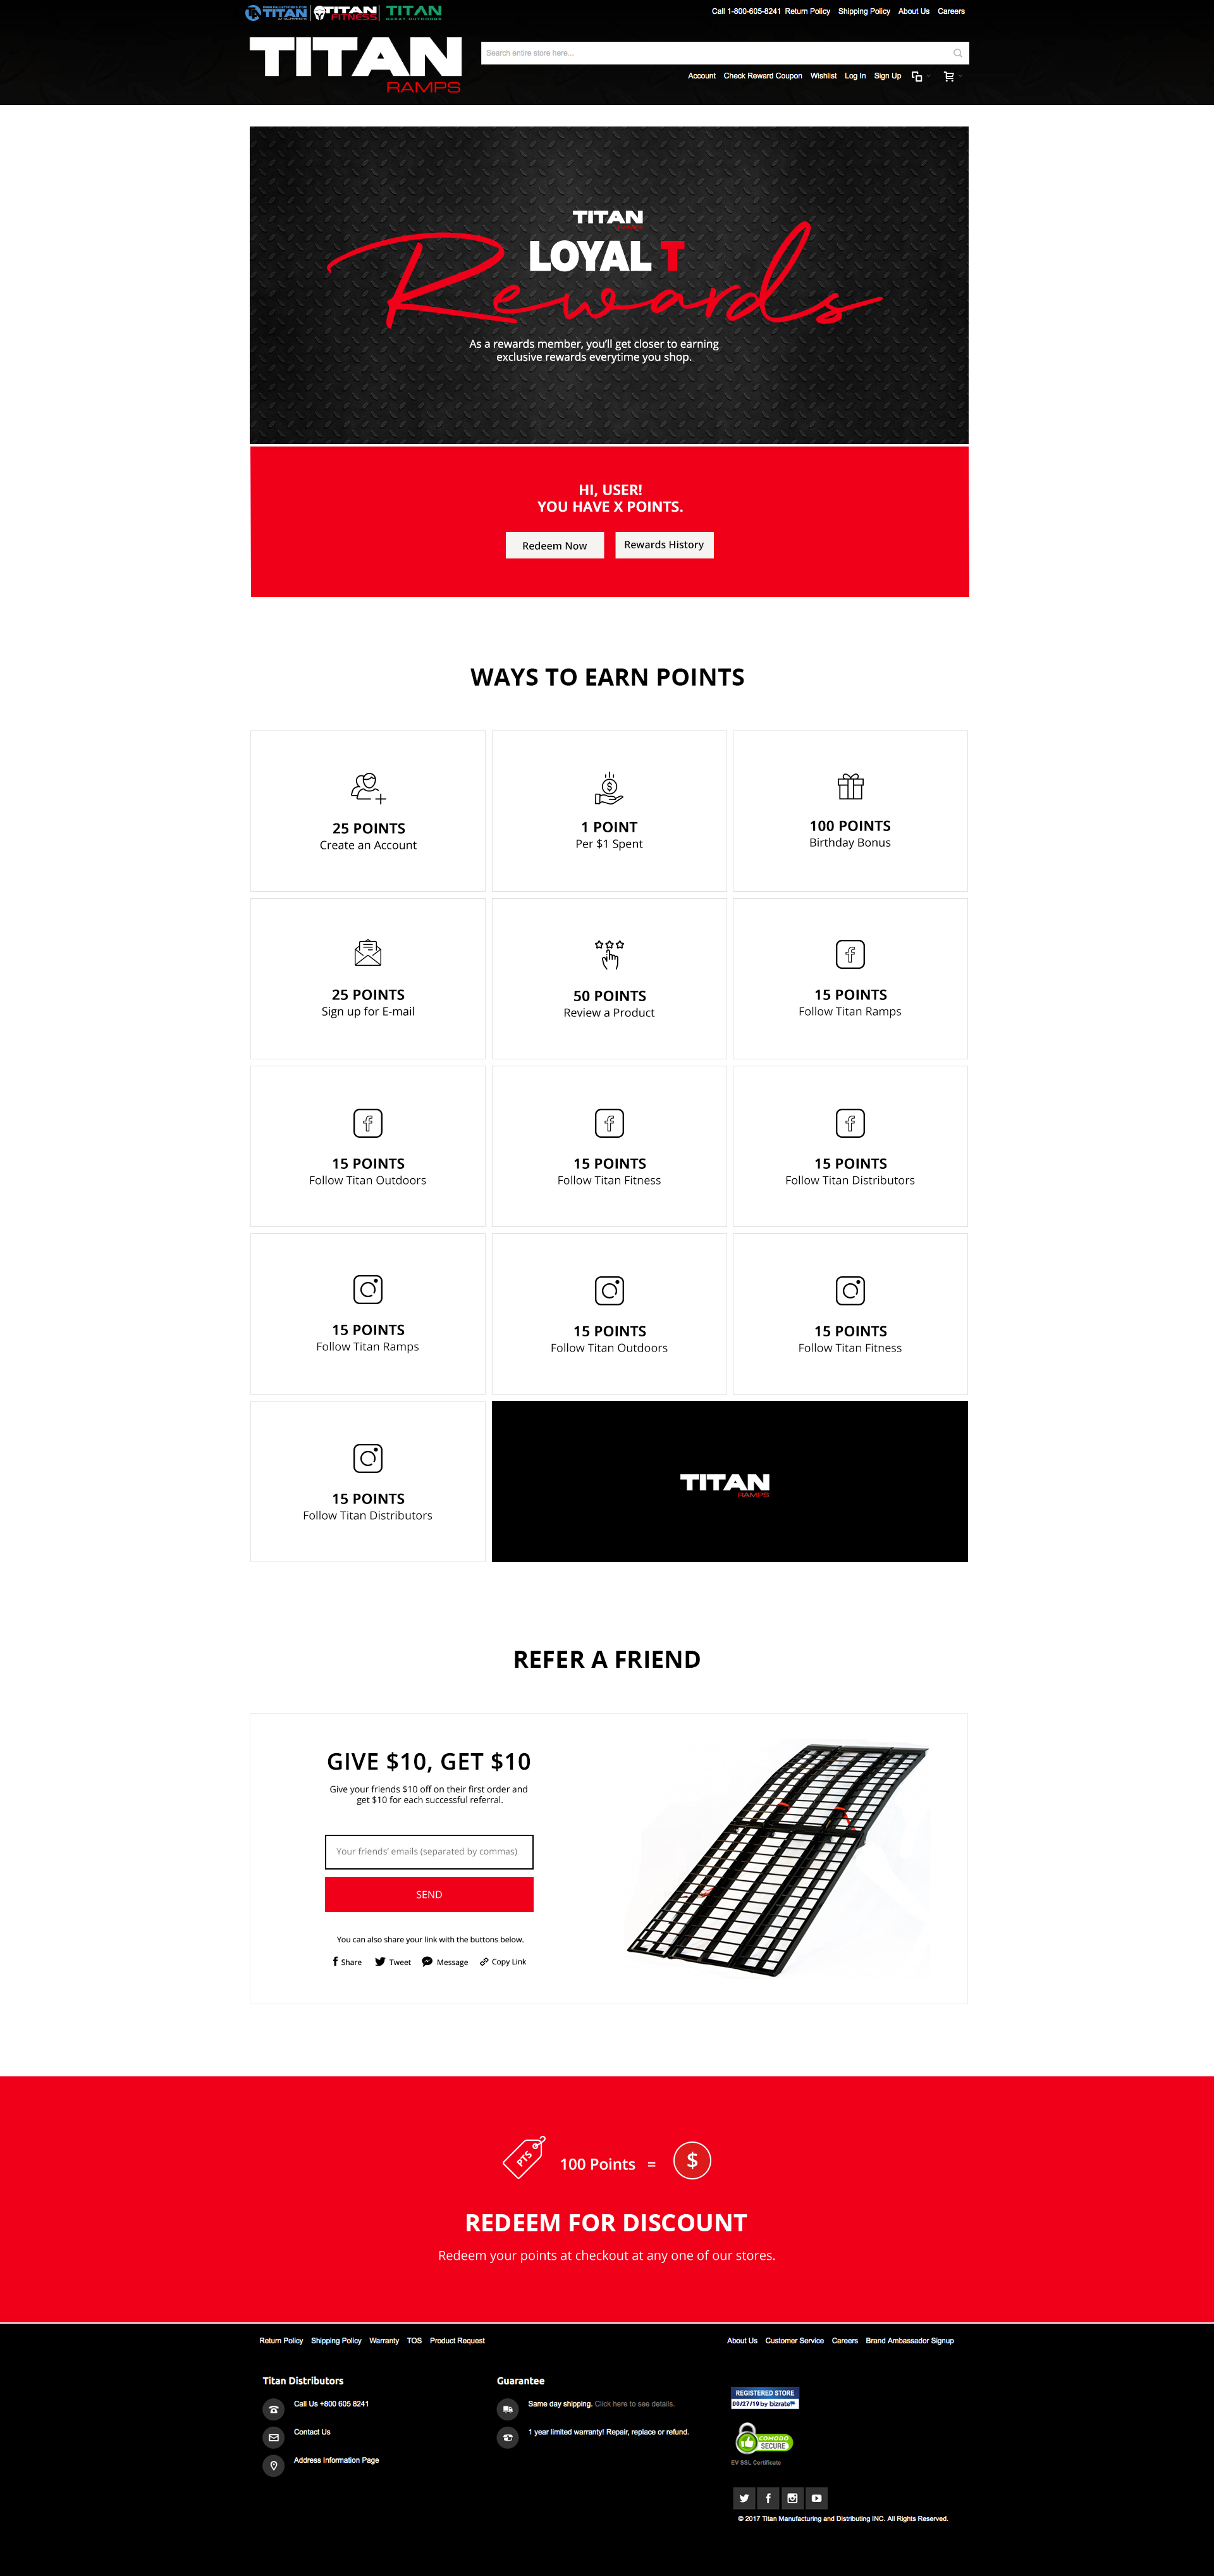 TITAN
TITAN
FITNESS
TITAN
GREAT OUTDOORS
Call 1-800-605-8241 Return Policy Shipping Policy About Us Careers
TITAN
RAMPS
Search entire store here...
Account Check Reward Coupon Wishlist Log In Sign Up
TITAN
RAMPS
LOYAL T
Rewards
As a rewards member, you'll get closer to earning
exclusive rewards everytime you shop.
HI, USER!
YOU HAVE X POINTS.
Redeem Now Rewards History
WAYS TO EARN POINTS
25 POINTS
Create an Account
1 POINT
Per $1 Spent
100 POINTS
Birthday Bonus
25 POINTS
Sign up for E-mail
50 POINTS
Review a Product
15 POINTS
Follow Titan Ramps
15 POINTS
Follow Titan Outdoors
15 POINTS
Follow Titan Fitness
15 POINTS
Follow Titan Distributors
15 POINTS
Follow Titan Ramps
15 POINTS
Follow Titan Outdoors
15 POINTS
Follow Titan Fitness
15 POINTS
Follow Titan Distributors
TITAN
RAMPS
REFER A FRIEND
GIVE $10, GET $10
Give your friends $10 off on their first order and
get $10 for each successful referral.
Your friends' emails (separated by commas)
SEND
You can also share your link with the buttons below.
Share Tweet Message Copy Link
PTS 100 Points = $
REDEEM FOR DISCOUNT
Redeem your points at checkout at any one of our stores.
Return Policy Shipping Policy Warranty TOS Product Request
About Us Customer Service Careers Brand Ambassador Signup
Titan Distributors
Call Us +800 605 8241
Contact Us
Address Information Page
Guarantee
Same day shipping. Click here to see details.
1 year limited warranty! Repair, replace or refund.
REGISTERED STORE
06/27/19 by bizrate
COMODO
SECURE
EV SSL Certificate
© 2017 Titan Manufacturing and Distributing INC. All Rights Reserved.